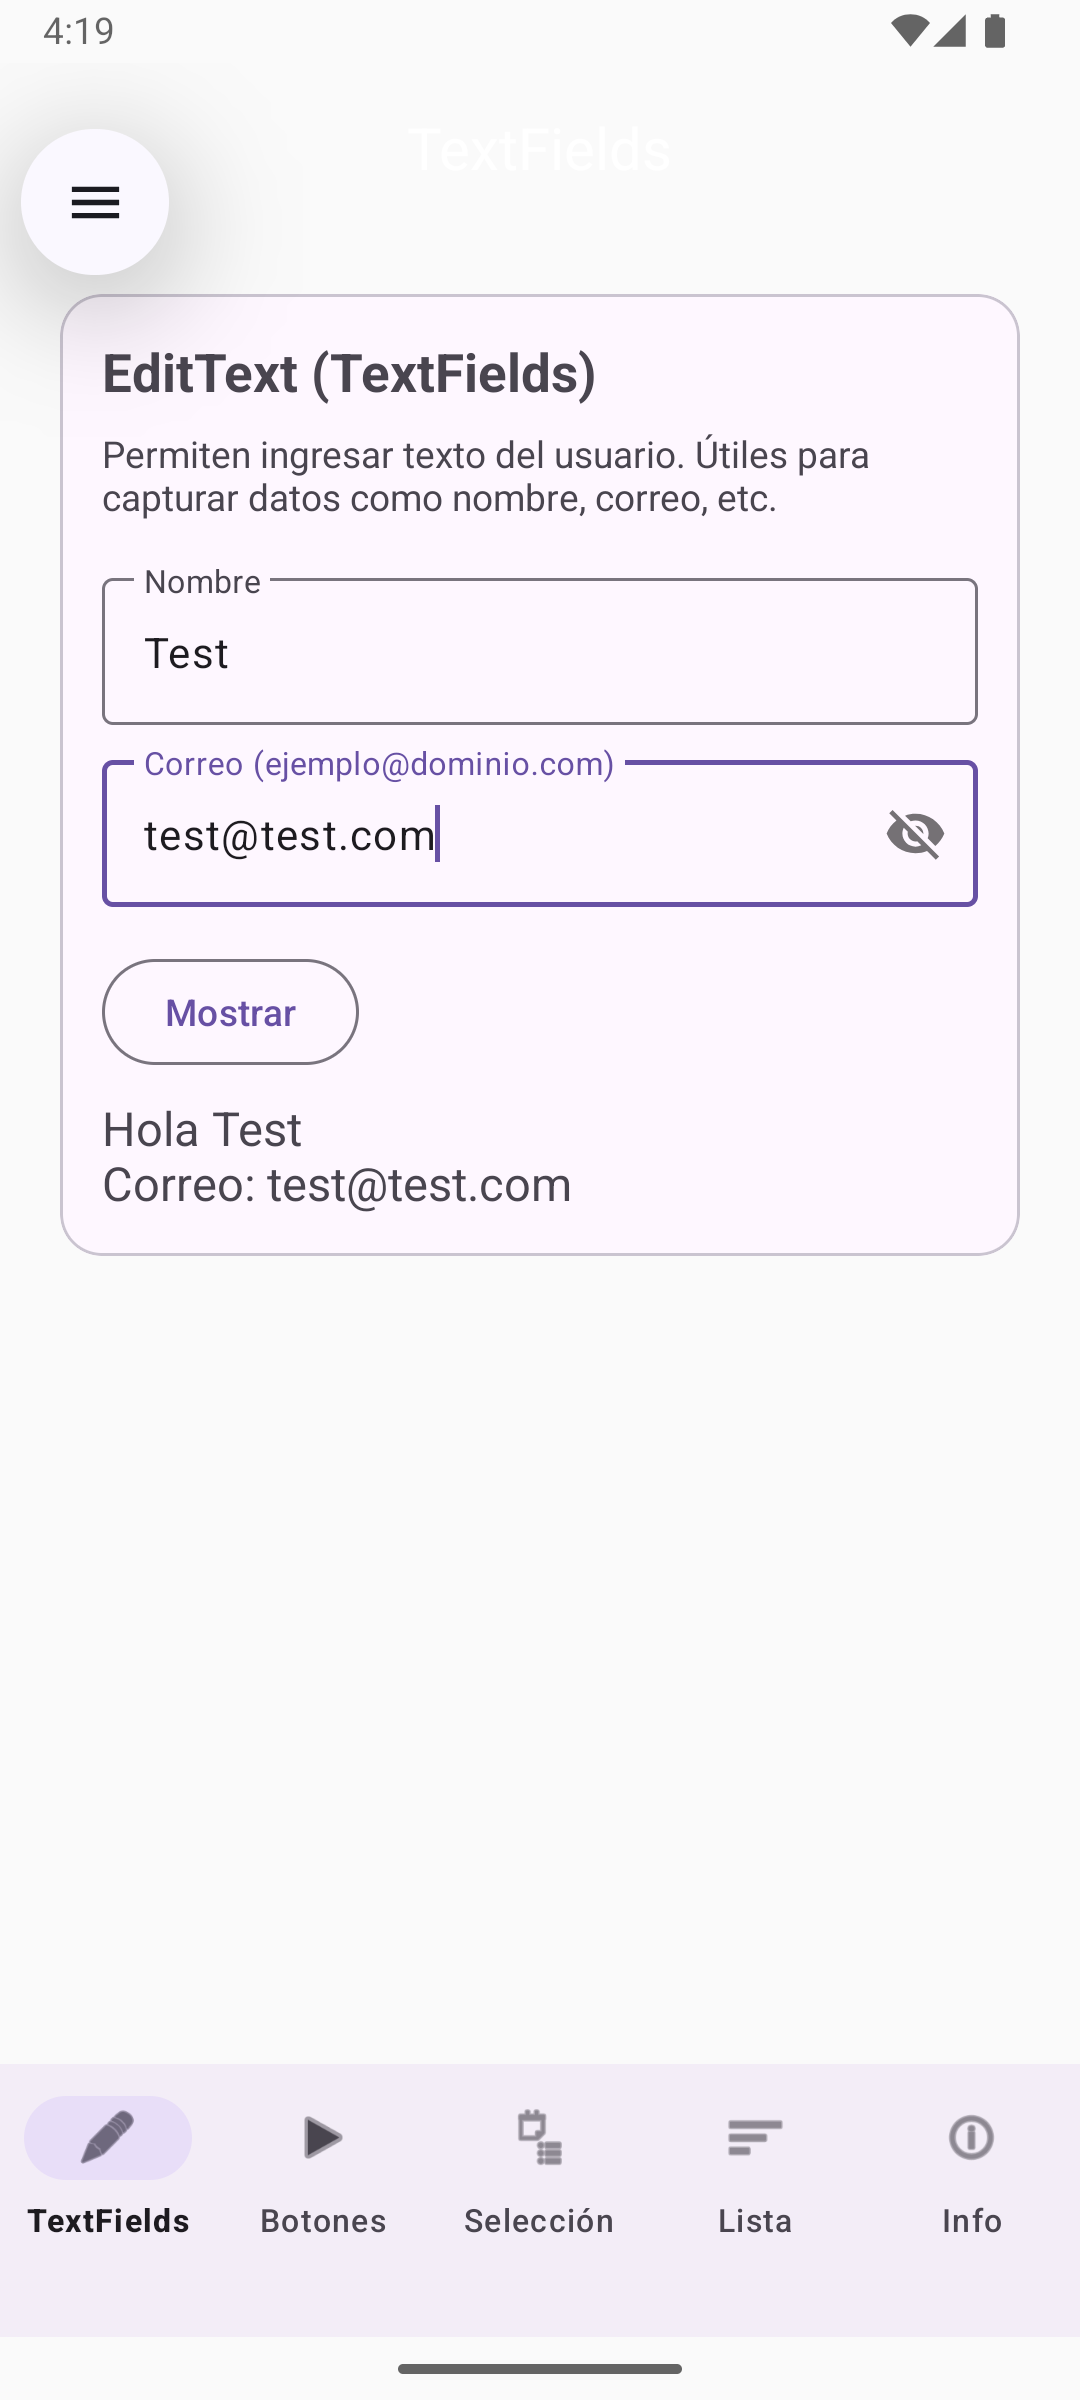 4:19
TextFields
EditText (TextFields)
Permiten ingresar texto del usuario. Útiles para
capturar datos como nombre, correo, etc.
Nombre
Test
Correo (ejemplo@dominio.com)
test@test.com
Mostrar
Hola Test
Correo: test@test.com
TextFields
Botones
Selección
Lista
Info